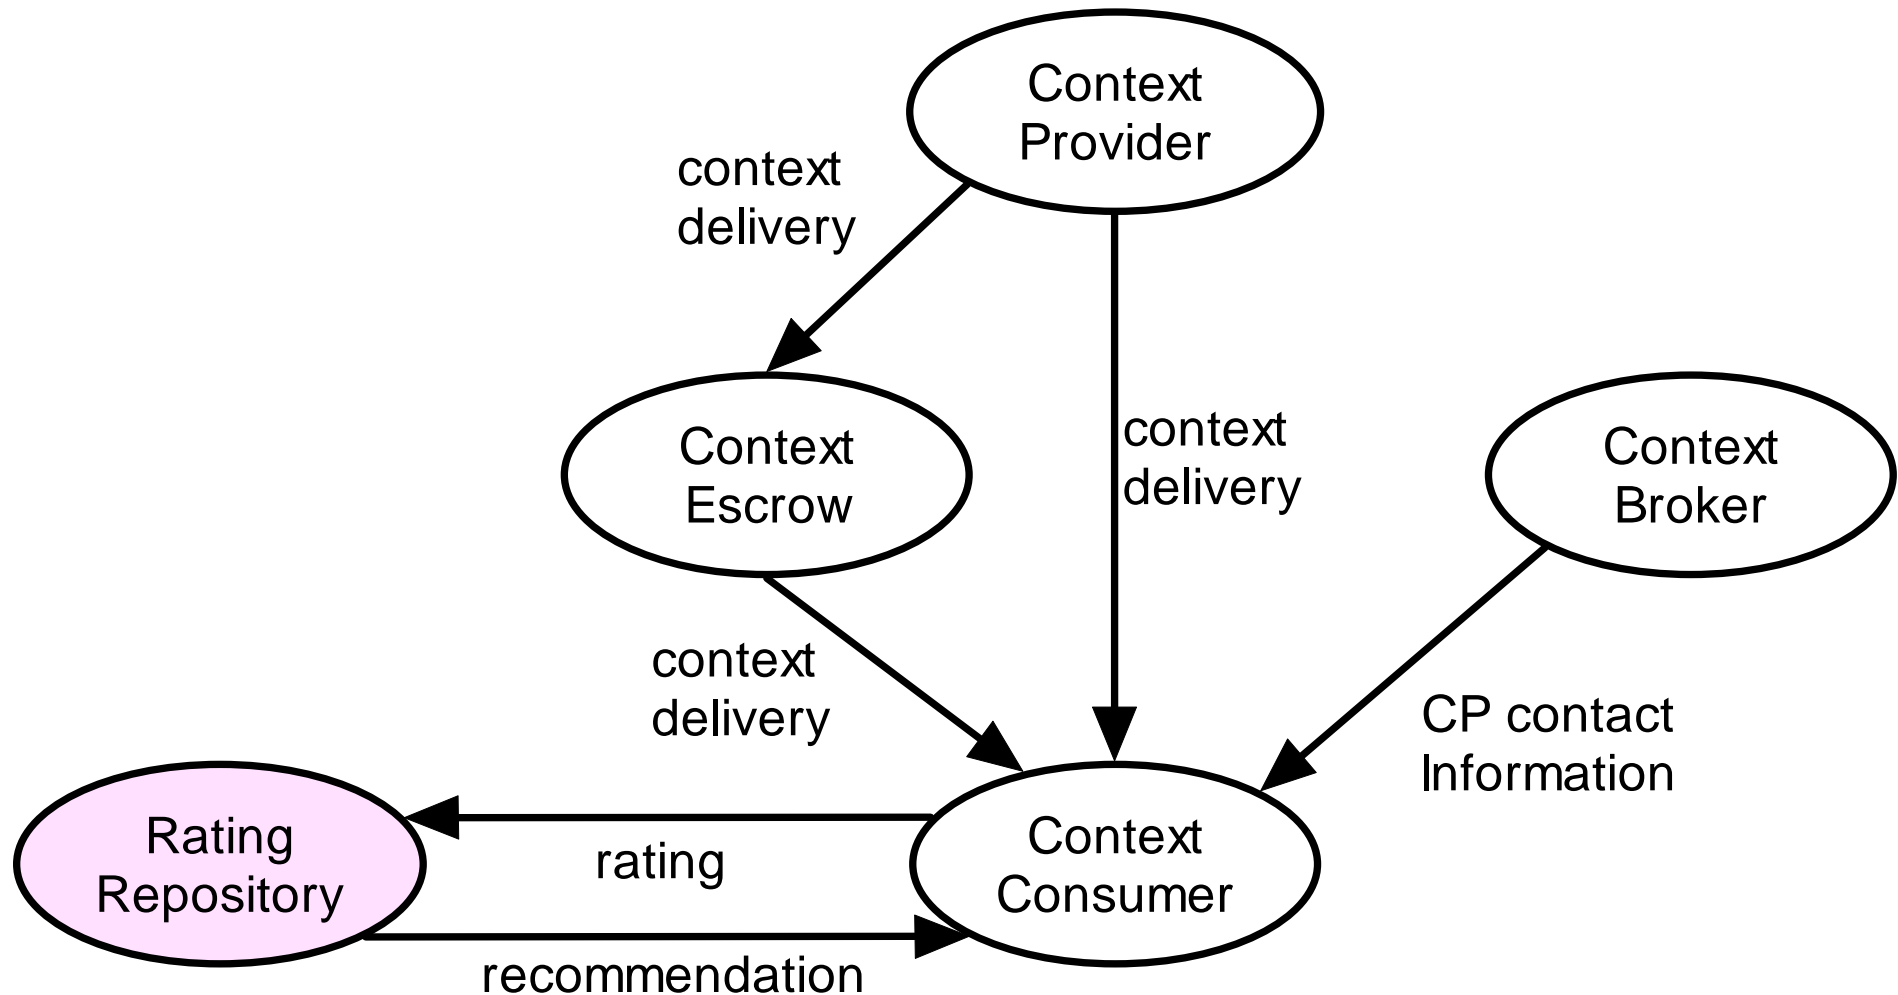 Context
Provider
context
delivery
Context
Escrow
context
delivery
Context
Broker
context
delivery
CP contact
Information
Rating
Repository
rating
Context
Consumer
recommendation